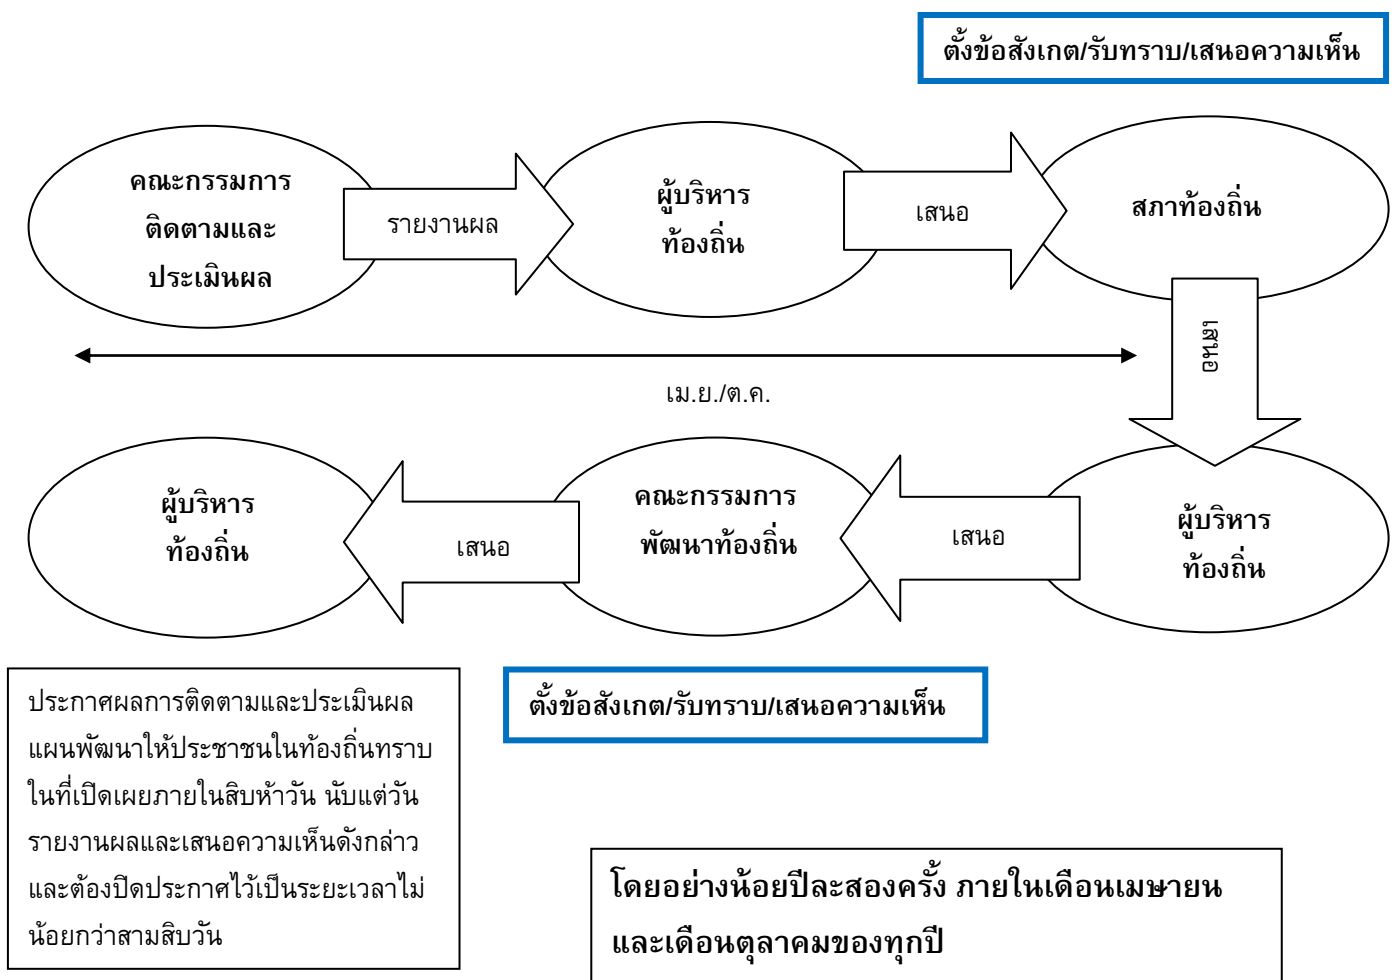 ตั้งข้อสังเกต/รับทราบ/เสนอความเห็น
คณะกรรมการ
ติดตามและ
ประเมินผล
รายงานผล
ผู้บริหาร
ท้องถิ่น
เสนอ
สภาท้องถิ่น
เสนอ
เม.ย./ต.ค.
ผู้บริหาร
ท้องถิ่น
เสนอ
คณะกรรมการ
พัฒนาท้องถิ่น
เสนอ
ผู้บริหาร
ท้องถิ่น
ตั้งข้อสังเกต/รับทราบ/เสนอความเห็น
ประกาศผลการติดตามและประเมินผล
แผนพัฒนาให้ประชาชนในท้องถิ่นทราบ
ในที่เปิดเผยภายในสิบห้าวัน นับแต่วัน
รายงานผลและเสนอความเห็นดังกล่าว
และต้องปิดประกาศไว้เป็นระยะเวลาไม่
น้อยกว่าสามสิบวัน
โดยอย่างน้อยปีละสองครั้ง ภายในเดือนเมษายน
และเดือนตุลาคมของทุกปี